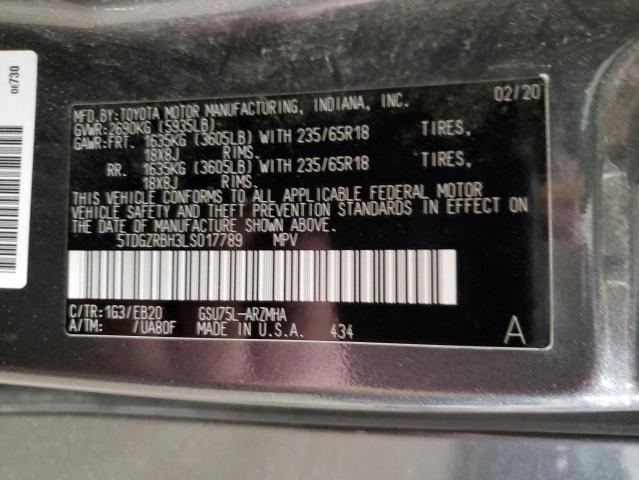 0E730
MFD.BY:TOYOTA MOTOR MANUFACTURING, INDIANA, INC. 02/20
GVWR:2690KG (5935LB)
GAWR:FRT. 1635KG (3605LB) WITH 235/65R18 TIRES,
18X8J RIMS.
RR. 1635KG (3605LB) WITH 235/65R18 TIRES,
18X8J RIMS.
THIS VEHICLE CONFORMS TO ALL APPLICABLE FEDERAL MOTOR
VEHICLE SAFETY AND THEFT PREVENTION STANDARDS IN EFFECT ON
THE DATE OF MANUFACTURE SHOWN ABOVE.
5TDGZRBH3LS017789 MPV
C/TR:1G3/EB20 GSU75L-ARZMHA
A/TM: /UA80F MADE IN U.S.A. 434 A